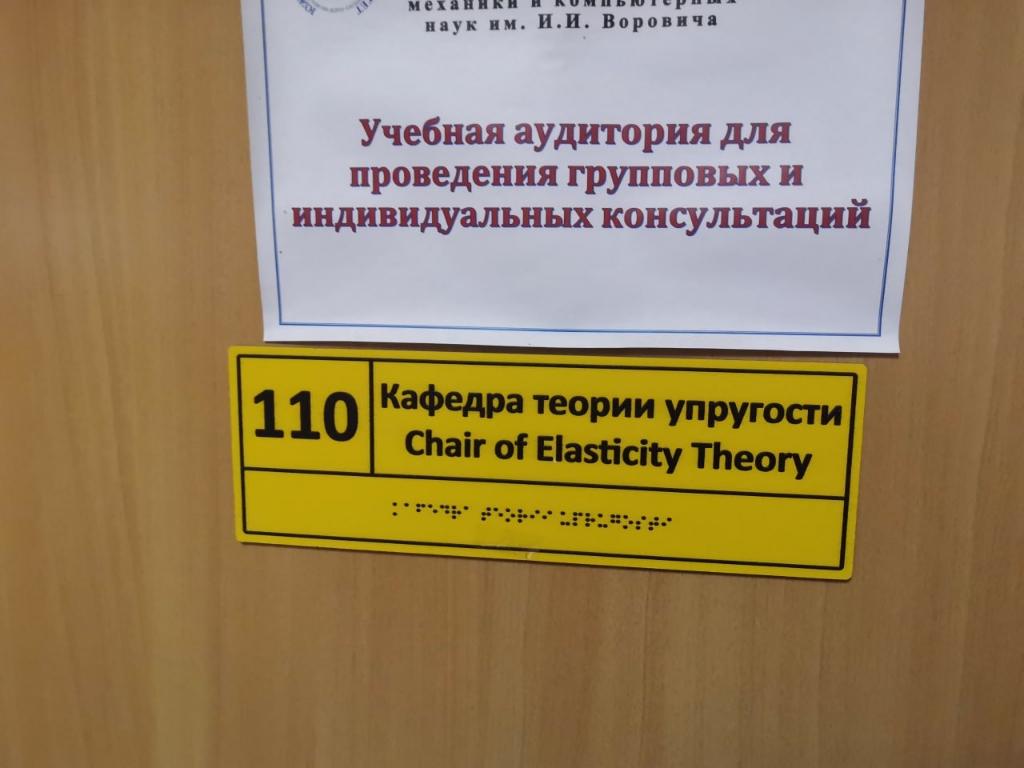 механики и компьютерных
наук им. И.И. Воровича
Учебная аудитория для
проведения групповых и
индивидуальных консультаций
110
Кафедра теории упругости
Chair of Elasticity Theory
⠅⠁⠋⠑⠙⠗⠁ ⠞⠑⠕⠗⠊⠊ ⠥⠏⠗⠥⠛⠕⠎⠞⠊